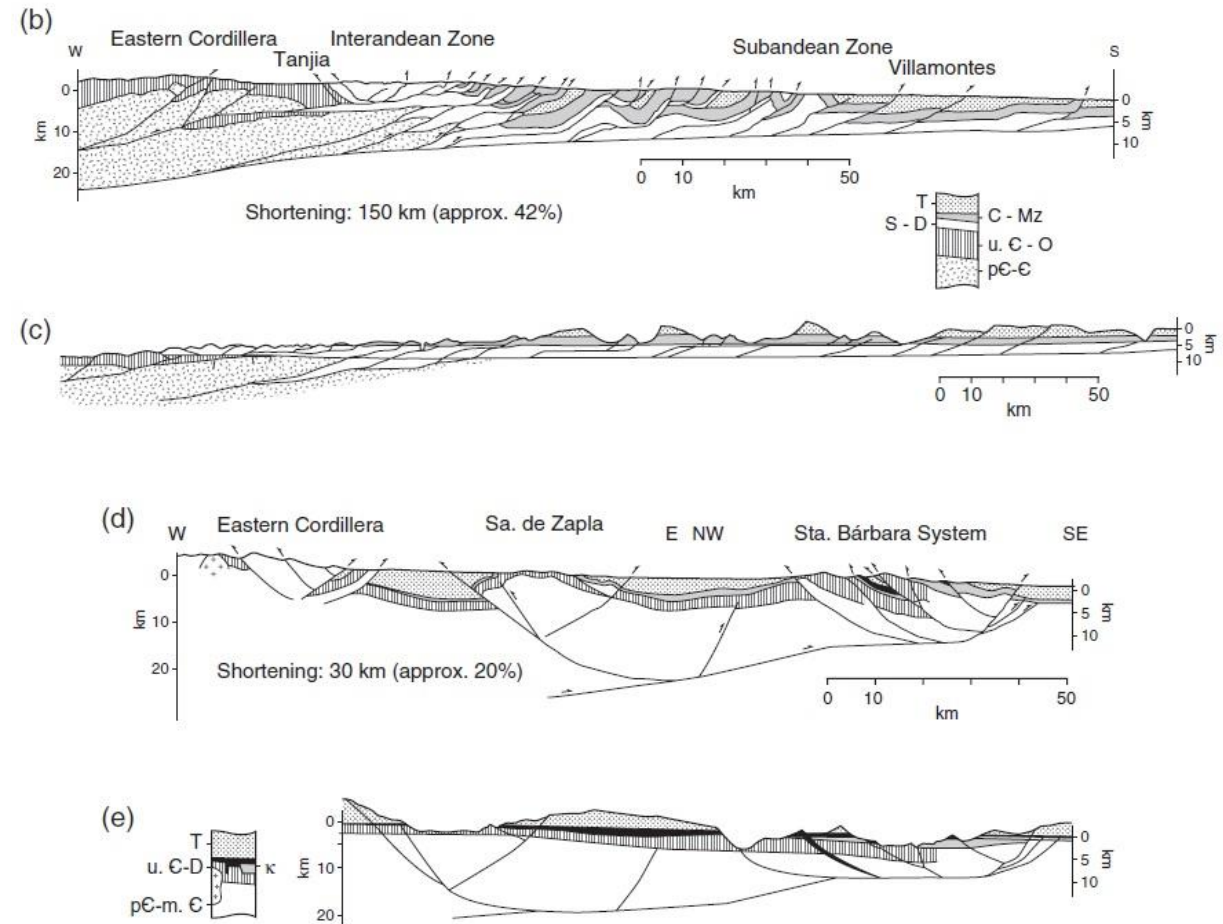 (b)
W
Eastern Cordillera
Interandean Zone
Tanjia
Subandean Zone
Villamontes
S
0
10
20
km
0
5
10
km
0 10 50
km
Shortening: 150 km (approx. 42%)
T
S - D
C - Mz
u. Є - O
pЄ-Є
(c)
0
5
10
km
0 10 50
km
(d)
W
Eastern Cordillera
Sa. de Zapla
E NW
Sta. Bárbara System
SE
0
10
20
km
0
5
10
km
Shortening: 30 km (approx. 20%)
0 10 50
km
(e)
T
u. Є-D
κ
pЄ-m. Є
0
10
20
km
0
5
10
km